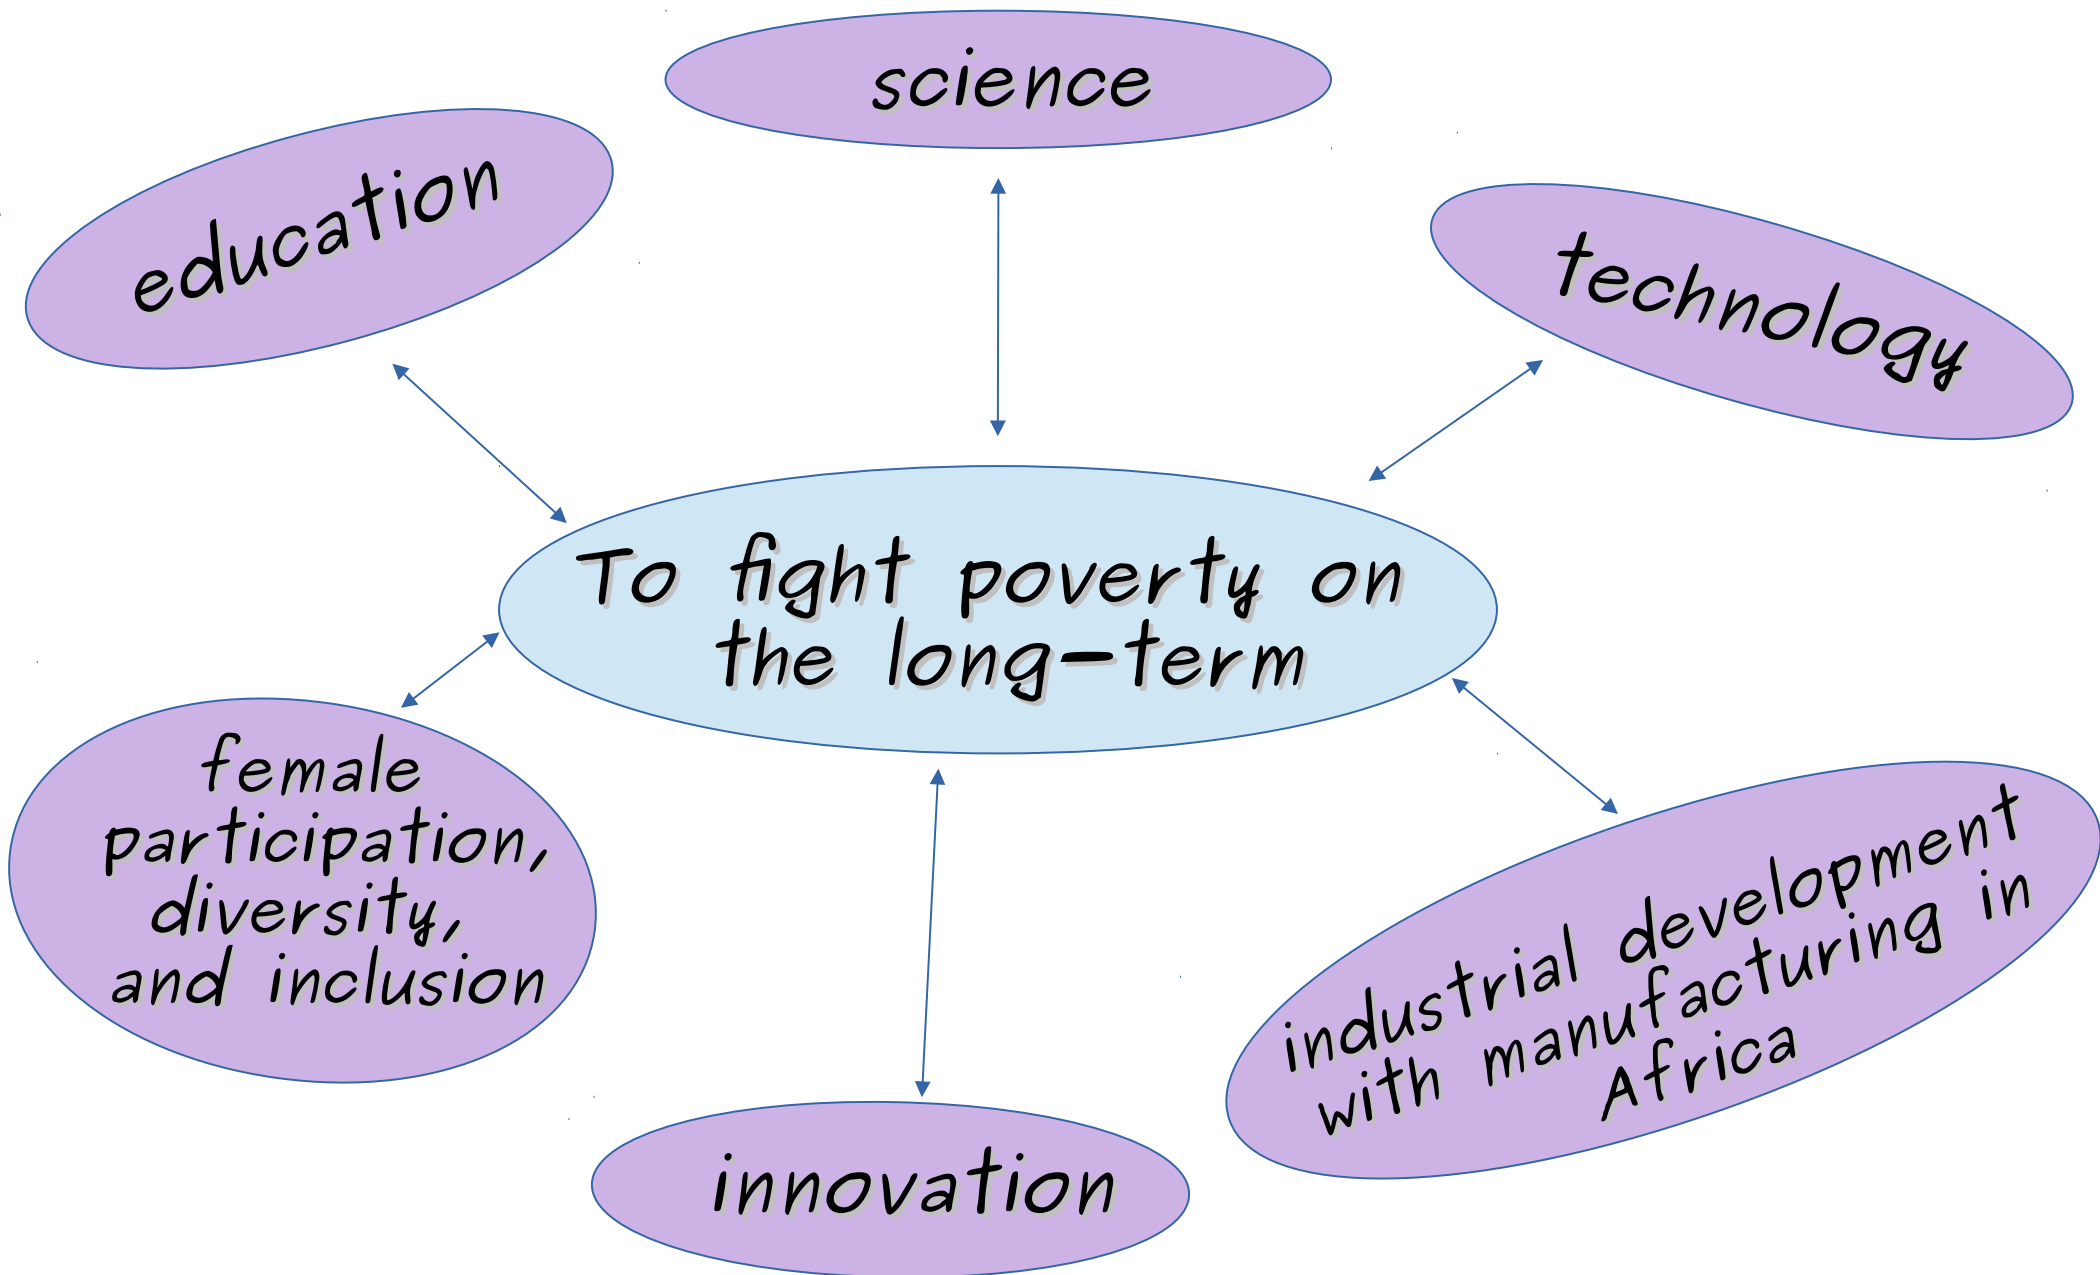 science
education
technology
To fight poverty on
the long-term
female
participation,
diversity,
and inclusion
industrial development
with manufacturing in
Africa
innovation